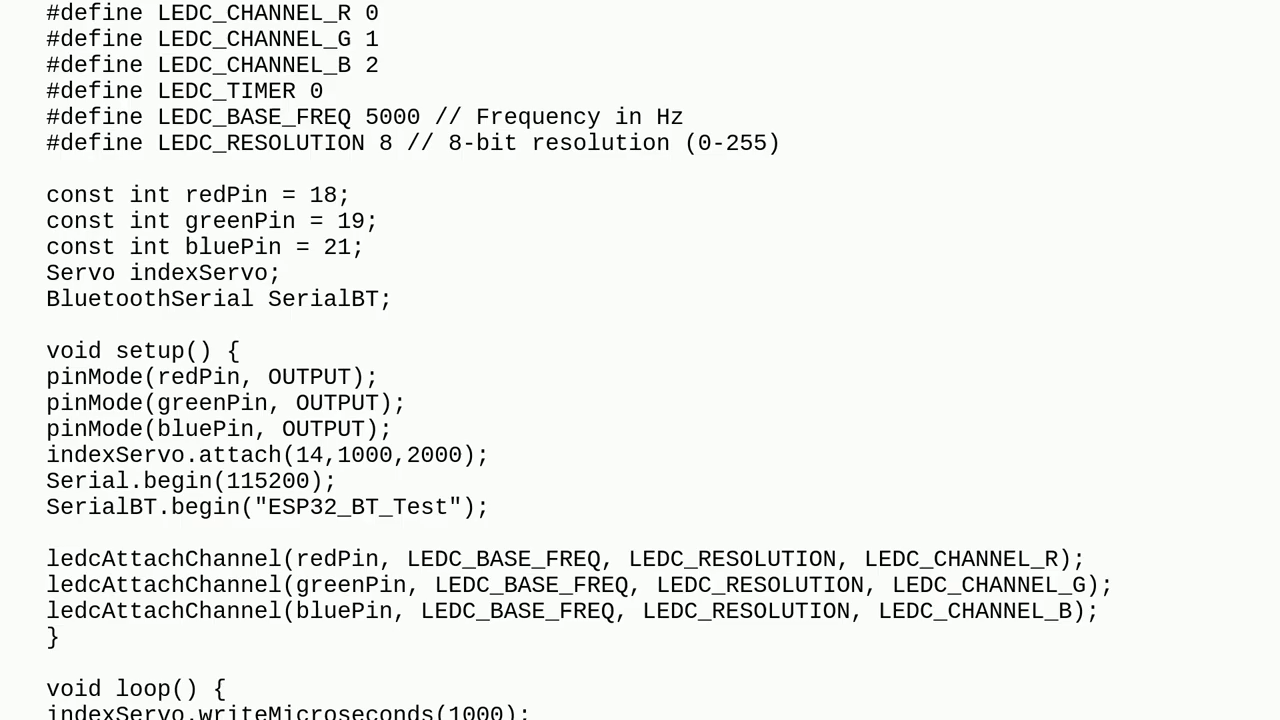 #define LEDC_CHANNEL_R 0
#define LEDC_CHANNEL_G 1
#define LEDC_CHANNEL_B 2
#define LEDC_TIMER 0
#define LEDC_BASE_FREQ 5000 // Frequency in Hz
#define LEDC_RESOLUTION 8 // 8-bit resolution (0-255)

const int redPin = 18;
const int greenPin = 19;
const int bluePin = 21;
Servo indexServo;
BluetoothSerial SerialBT;

void setup() {
pinMode(redPin, OUTPUT);
pinMode(greenPin, OUTPUT);
pinMode(bluePin, OUTPUT);
indexServo.attach(14,1000,2000);
Serial.begin(115200);
SerialBT.begin("ESP32_BT_Test");

ledcAttachChannel(redPin, LEDC_BASE_FREQ, LEDC_RESOLUTION, LEDC_CHANNEL_R);
ledcAttachChannel(greenPin, LEDC_BASE_FREQ, LEDC_RESOLUTION, LEDC_CHANNEL_G);
ledcAttachChannel(bluePin, LEDC_BASE_FREQ, LEDC_RESOLUTION, LEDC_CHANNEL_B);
}

void loop() {
indexServo.writeMicroseconds(1000);